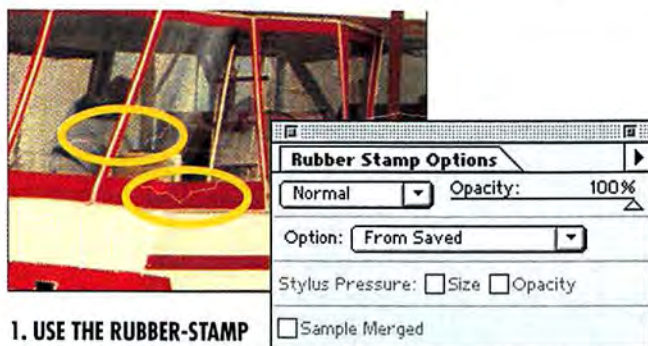 Rubber Stamp Options
Normal Opacity: 100%
Option: From Saved
Stylus Pressure: Size Opacity
Sample Merged
1. USE THE RUBBER-STAMP